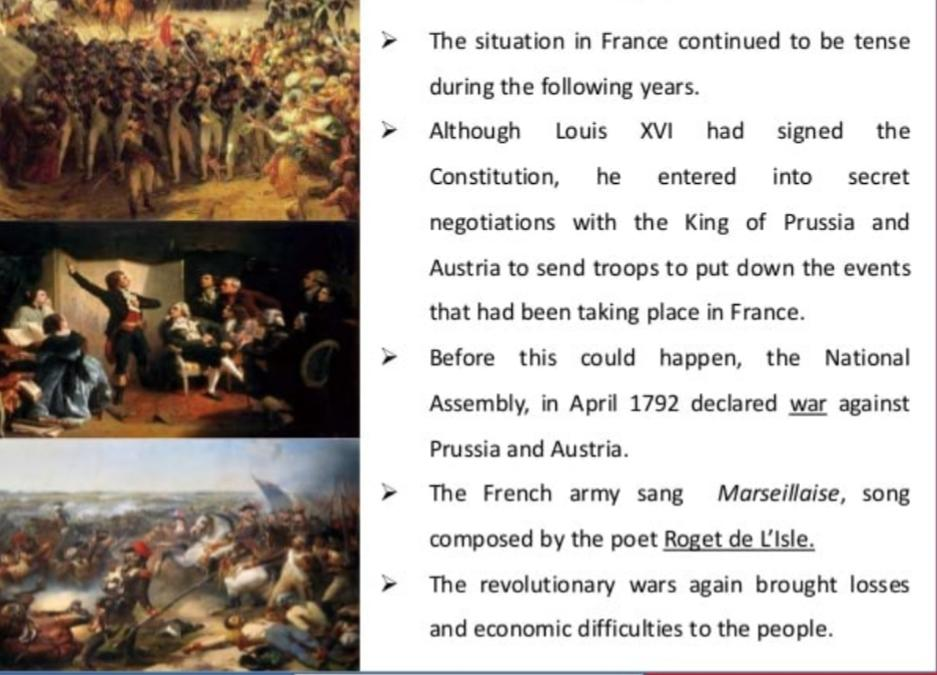 ➢ The situation in France continued to be tense
during the following years.
➢ Although Louis XVI had signed the
Constitution, he entered into secret
negotiations with the King of Prussia and
Austria to send troops to put down the events
that had been taking place in France.
➢ Before this could happen, the National
Assembly, in April 1792 declared war against
Prussia and Austria.
➢ The French army sang Marseillaise, song
composed by the poet Roget de L'Isle.
➢ The revolutionary wars again brought losses
and economic difficulties to the people.